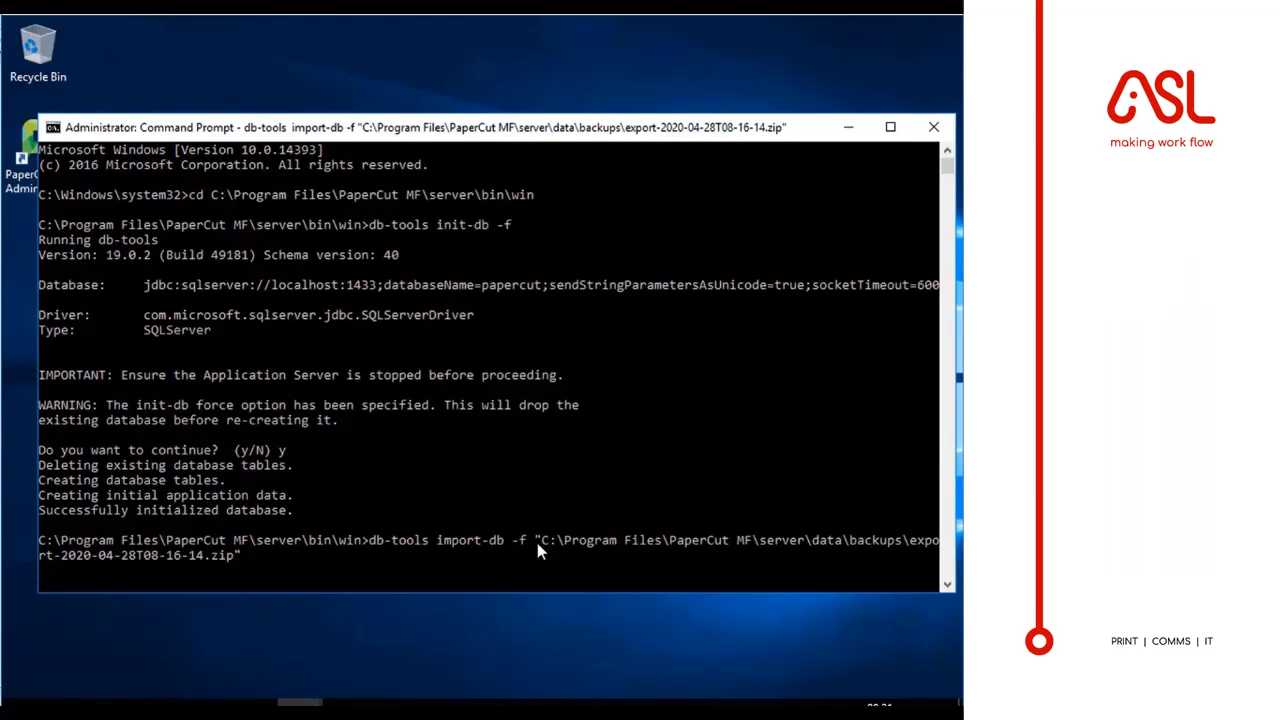 Recycle Bin
Administrator: Command Prompt - db-tools import-db -f "C:\Program Files\PaperCut MF\server\data\backups\export-2020-04-28T08-16-14.zip"
Microsoft Windows [Version 10.0.14393]
(c) 2016 Microsoft Corporation. All rights reserved.
C:\Windows\system32>cd C:\Program Files\PaperCut MF\server\bin\win
C:\Program Files\PaperCut MF\server\bin\win>db-tools init-db -f
Running db-tools
Version: 19.0.2 (Build 49181) Schema version: 40
Database: jdbc:sqlserver://localhost:1433;databaseName=papercut;sendStringParametersAsUnicode=true;socketTimeout=600
Driver: com.microsoft.sqlserver.jdbc.SQLServerDriver
Type: SQLServer
IMPORTANT: Ensure the Application Server is stopped before proceeding.
WARNING: The init-db force option has been specified. This will drop the
existing database before re-creating it.
Do you want to continue? (y/N) y
Deleting existing database tables.
Creating database tables.
Creating initial application data.
Successfully initialized database.
C:\Program Files\PaperCut MF\server\bin\win>db-tools import-db -f "C:\Program Files\PaperCut MF\server\data\backups\expo
rt-2020-04-28T08-16-14.zip"
ASL
making work flow
PRINT | COMMS | IT